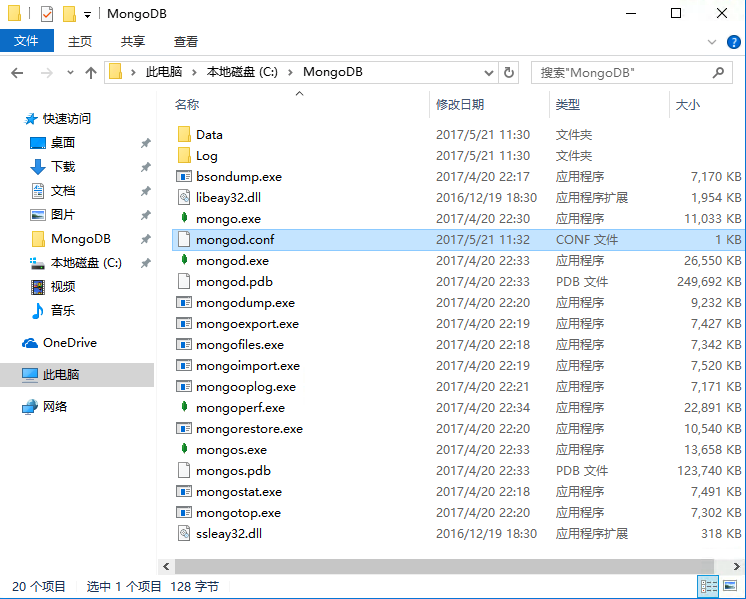 MongoDB
文件 主页 共享 查看
此电脑 本地磁盘 (C:) MongoDB 搜索"MongoDB"
快速访问
桌面
下载
文档
图片
MongoDB
本地磁盘 (C:)
视频
音乐
OneDrive
此电脑
网络
名称 修改日期 类型 大小
Data 2017/5/21 11:30 文件夹
Log 2017/5/21 11:30 文件夹
bsondump.exe 2017/4/20 22:17 应用程序 7,170 KB
libeay32.dll 2016/12/19 18:30 应用程序扩展 1,954 KB
mongo.exe 2017/4/20 22:30 应用程序 11,033 KB
mongod.conf 2017/5/21 11:32 CONF 文件 1 KB
mongod.exe 2017/4/20 22:33 应用程序 26,550 KB
mongod.pdb 2017/4/20 22:33 PDB 文件 249,692 KB
mongodump.exe 2017/4/20 22:20 应用程序 9,232 KB
mongoexport.exe 2017/4/20 22:19 应用程序 7,427 KB
mongofiles.exe 2017/4/20 22:18 应用程序 7,342 KB
mongoimport.exe 2017/4/20 22:19 应用程序 7,520 KB
mongooplog.exe 2017/4/20 22:21 应用程序 7,171 KB
mongoperf.exe 2017/4/20 22:34 应用程序 22,891 KB
mongorestore.exe 2017/4/20 22:20 应用程序 10,540 KB
mongos.exe 2017/4/20 22:33 应用程序 13,658 KB
mongos.pdb 2017/4/20 22:33 PDB 文件 123,740 KB
mongostat.exe 2017/4/20 22:18 应用程序 7,491 KB
mongotop.exe 2017/4/20 22:20 应用程序 7,302 KB
ssleay32.dll 2016/12/19 18:30 应用程序扩展 318 KB
20 个项目 选中 1 个项目 128 字节